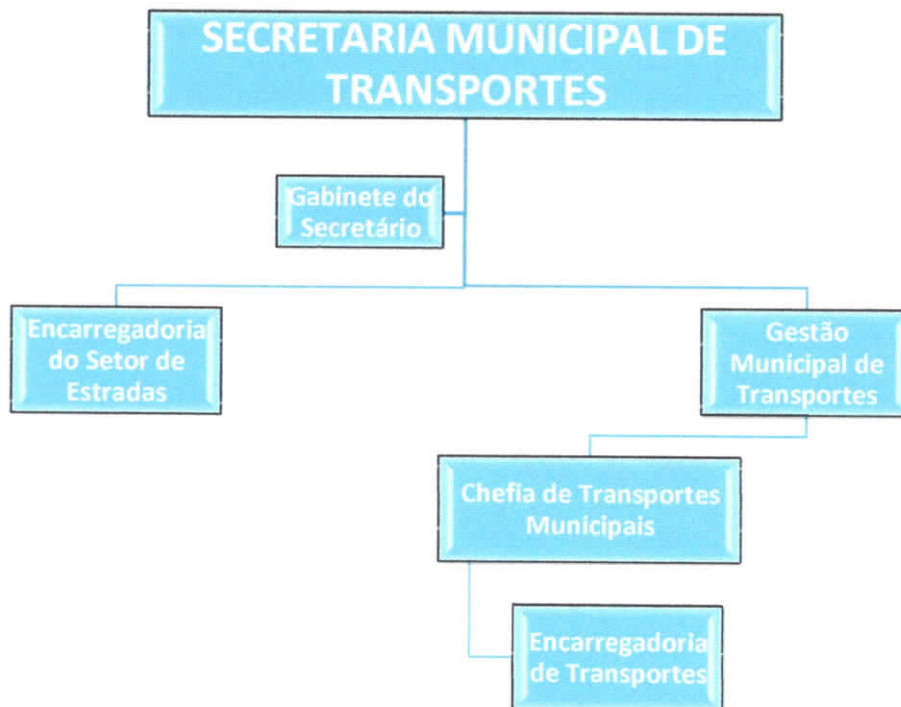 SECRETARIA MUNICIPAL DE
TRANSPORTES
Gabinete do
Secretário
Encarregadoria
do Setor de
Estradas
Gestão
Municipal de
Transportes
Chefia de Transportes
Municipais
Encarregadoria
de Transportes